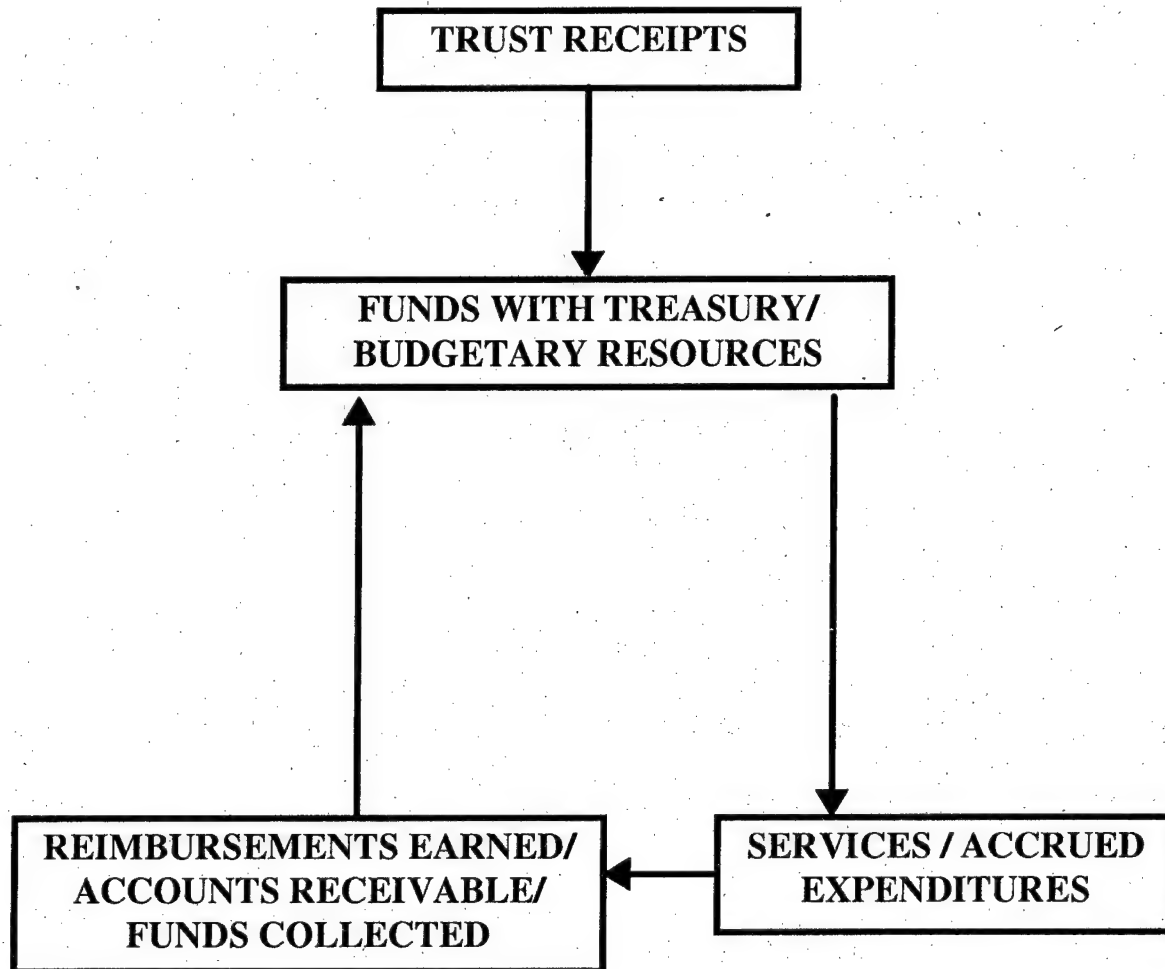 TRUST RECEIPTS
FUNDS WITH TREASURY/
BUDGETARY RESOURCES
REIMBURSEMENTS EARNED/
ACCOUNTS RECEIVABLE/
FUNDS COLLECTED
SERVICES / ACCRUED
EXPENDITURES